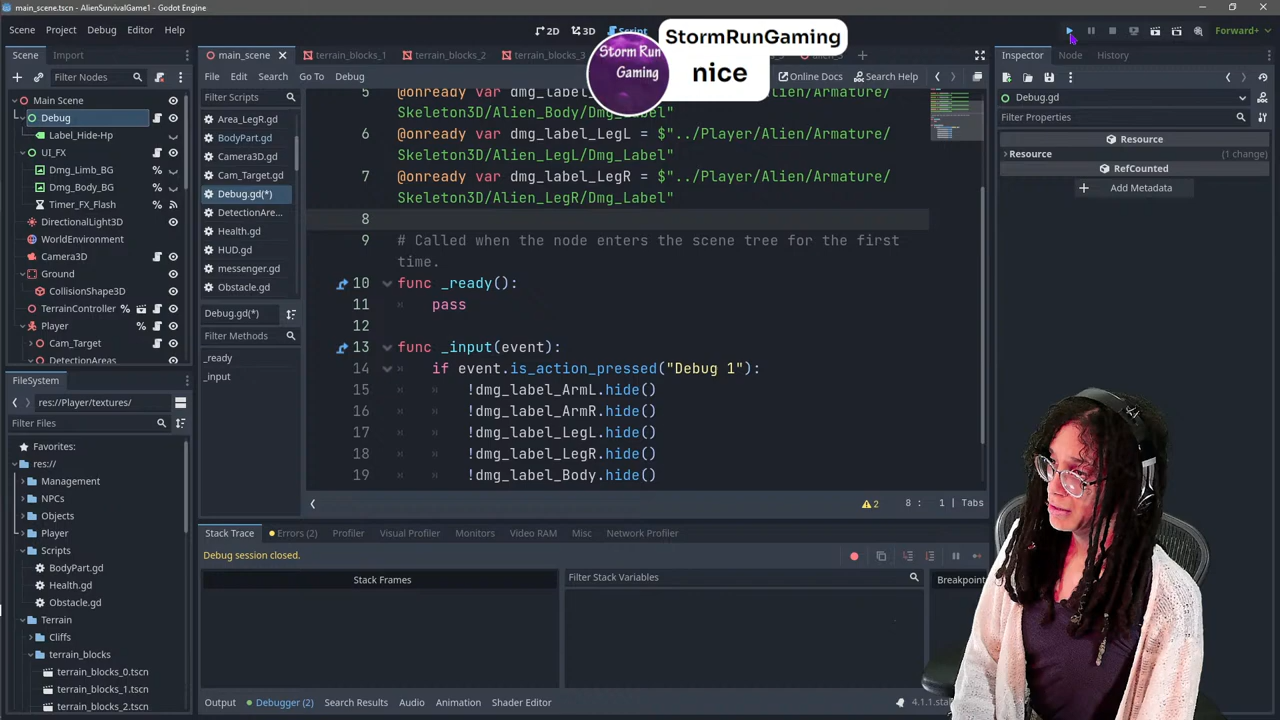 main_scene.tscn - AlienSurvivalGame1 - Godot Engine
Scene Project Debug Editor Help
2D 3D Script
Forward+
StormRunGaming
nice
Storm Run
Gaming
Scene Import
Filter Nodes
Main Scene
Debug
Label_Hide-Hp
UI_FX
Dmg_Limb_BG
Dmg_Body_BG
Timer_FX_Flash
DirectionalLight3D
WorldEnvironment
Camera3D
Ground
CollisionShape3D
TerrainController
Player
Cam_Target
DetectionAreas
FileSystem
res://Player/textures/
Filter Files
Favorites:
res://
Management
NPCs
Objects
Player
Scripts
BodyPart.gd
Health.gd
Obstacle.gd
Terrain
Cliffs
terrain_blocks
terrain_blocks_0.tscn
terrain_blocks_1.tscn
terrain_blocks_2.tscn
main_scene terrain_blocks_1 terrain_blocks_2 terrain_blocks_3
File Edit Search Go To Debug
Online Docs Search Help
Filter Scripts
Area_LegR.gd
BodyPart.gd
Camera3D.gd
Cam_Target.gd
Debug.gd(*)
DetectionAre...
Health.gd
HUD.gd
messenger.gd
Obstacle.gd
Debug.gd(*)
Filter Methods
_ready
_input
5 @onready var dmg_label_ = $"../Player/Alien/Armature/
Skeleton3D/Alien_Body/Dmg_Label"
6 @onready var dmg_label_LegL = $"../Player/Alien/Armature/
Skeleton3D/Alien_LegL/Dmg_Label"
7 @onready var dmg_label_LegR = $"../Player/Alien/Armature/
Skeleton3D/Alien_LegR/Dmg_Label"
8
9 # Called when the node enters the scene tree for the first
time.
10 func _ready():
11 pass
12
13 func _input(event):
14 if event.is_action_pressed("Debug 1"):
15 !dmg_label_ArmL.hide()
16 !dmg_label_ArmR.hide()
17 !dmg_label_LegL.hide()
18 !dmg_label_LegR.hide()
19 !dmg_label_Body.hide()
2 8 : 1 | Tabs
Stack Trace Errors (2) Profiler Visual Profiler Monitors Video RAM Misc Network Profiler
Debug session closed.
Stack Frames
Filter Stack Variables
Breakpoints
Output Debugger (2) Search Results Audio Animation Shader Editor
Inspector Node History
Debug.gd
Filter Properties
Resource
Resource (1 change)
RefCounted
Add Metadata